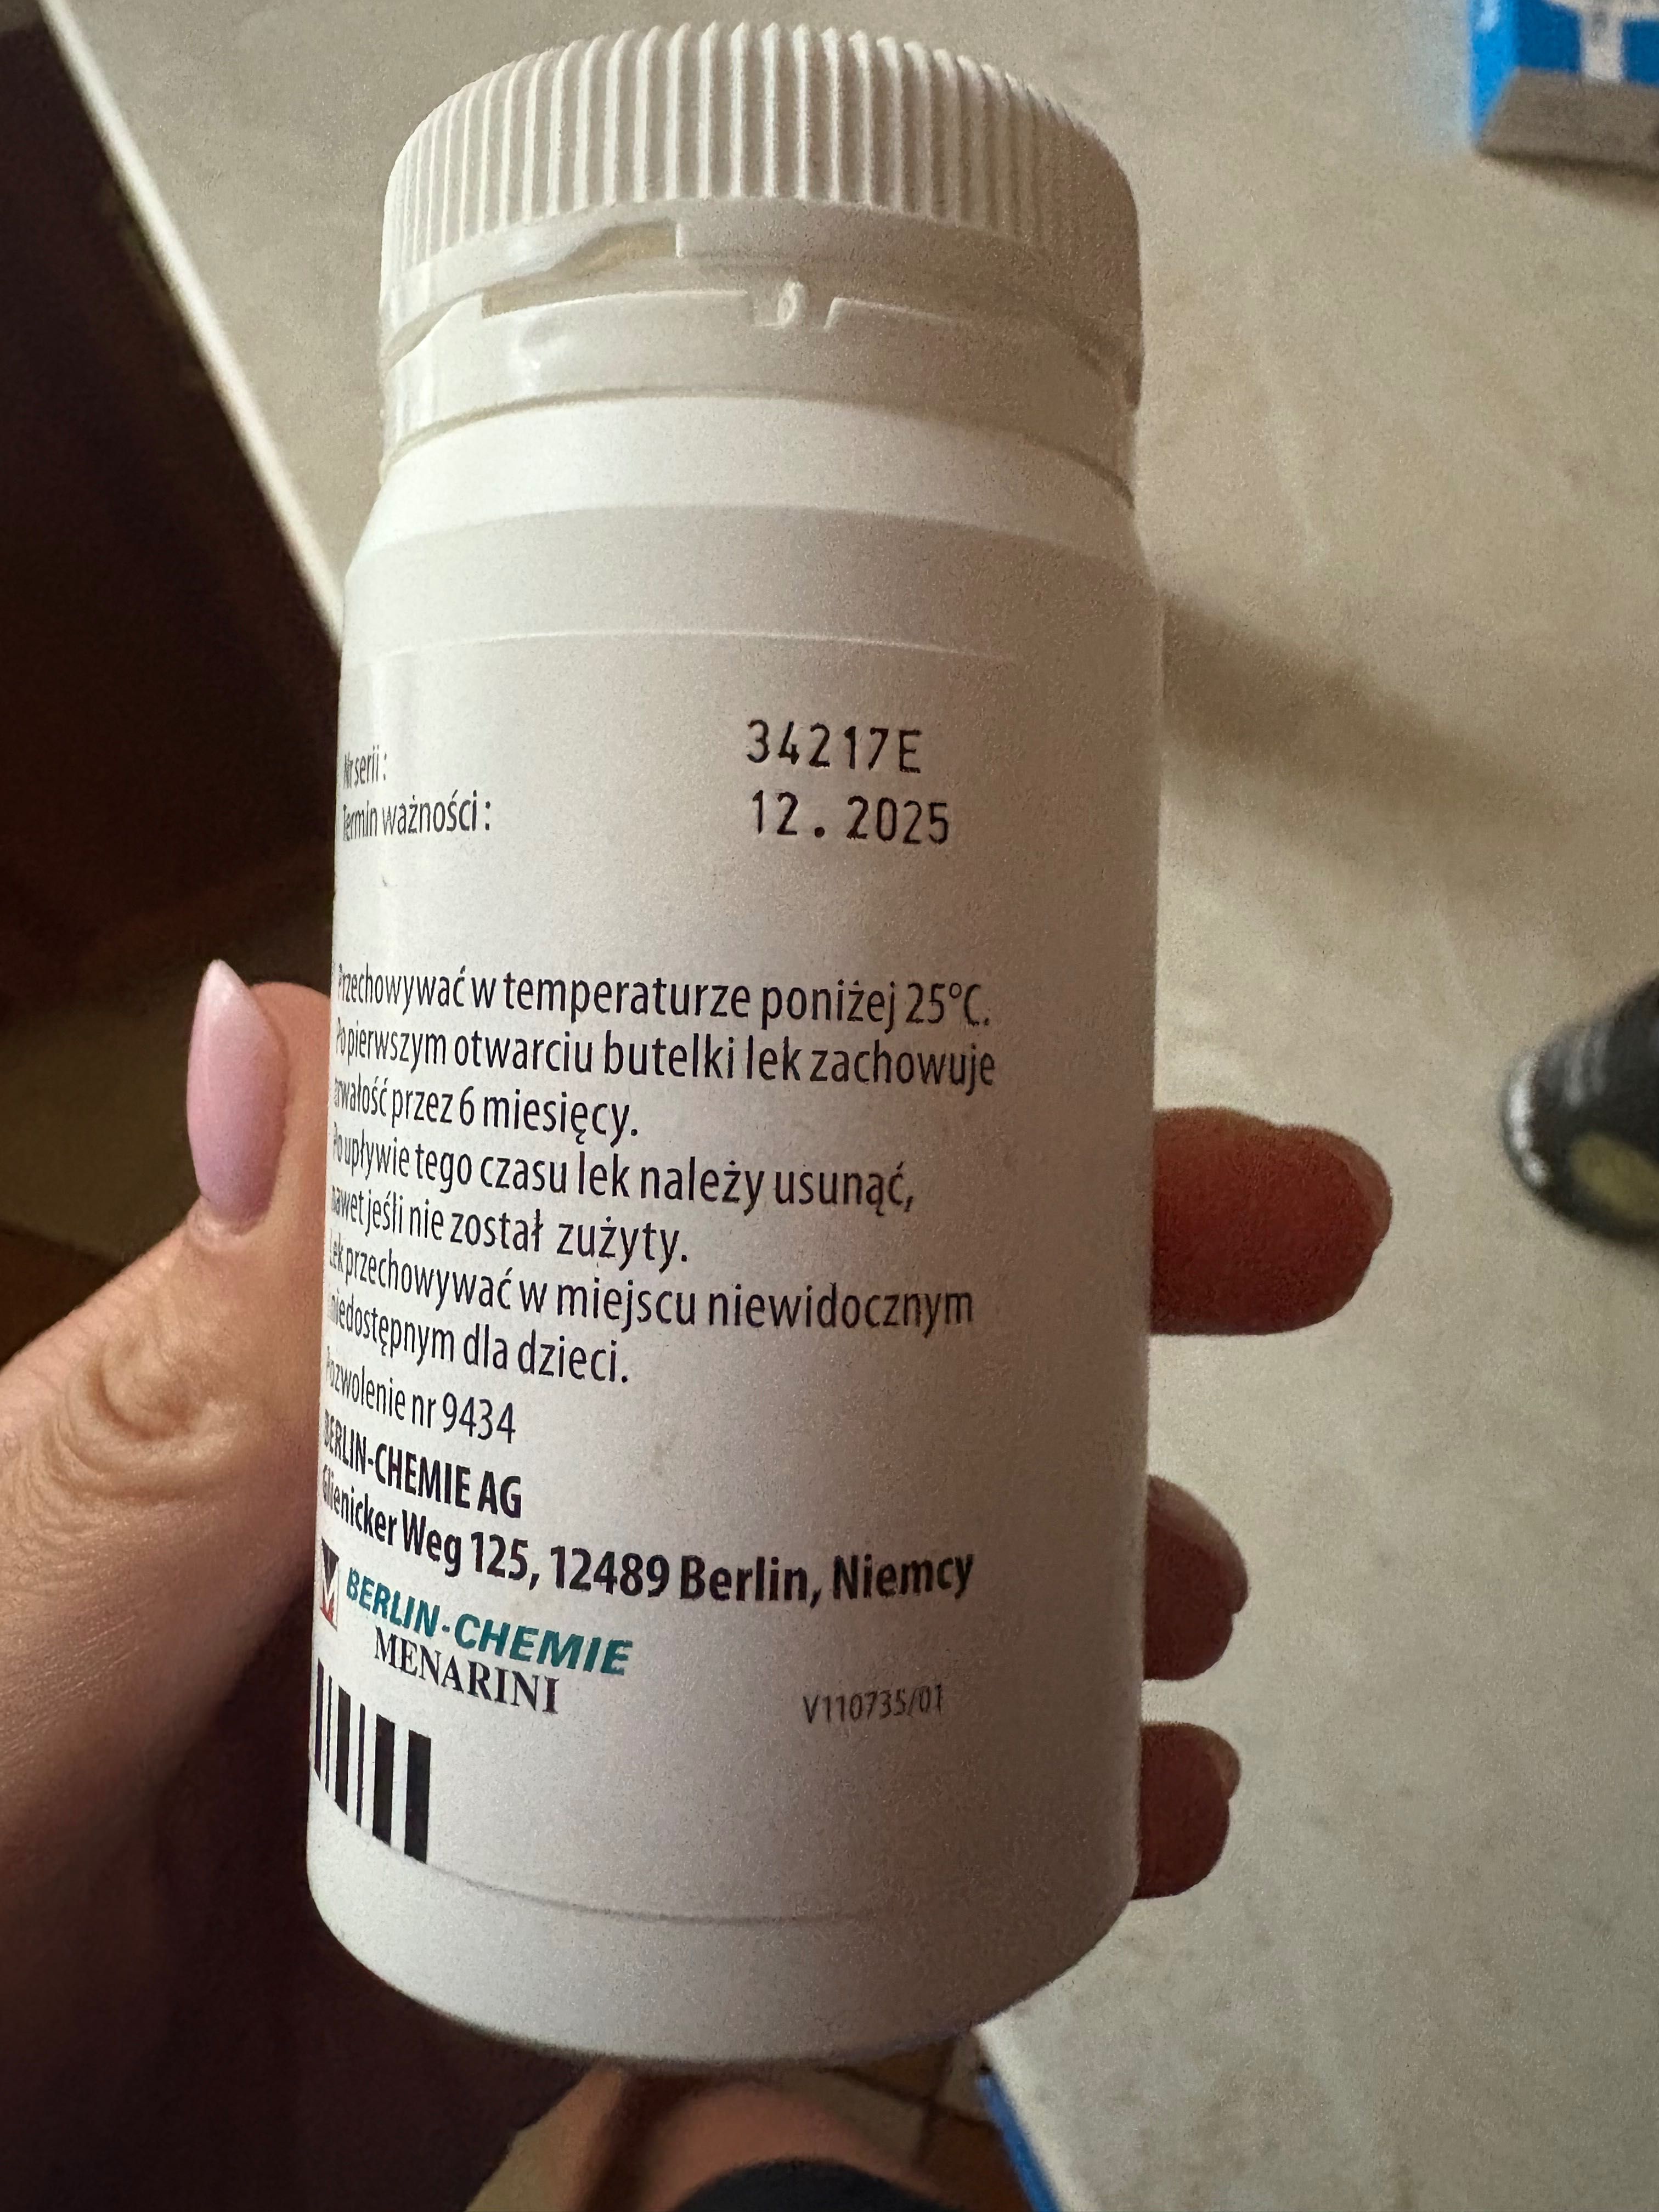 Nr serii : 34217E
Termin ważności : 12.2025
Przechowywać w temperaturze poniżej 25°C.
Po pierwszym otwarciu butelki lek zachowuje
trwałość przez 6 miesięcy.
Po upływie tego czasu lek należy usunąć,
nawet jeśli nie został zużyty.
Lek przechowywać w miejscu niewidocznym
i niedostępnym dla dzieci.
Pozwolenie nr 9434
BERLIN-CHEMIE AG
Glienicker Weg 125, 12489 Berlin, Niemcy
BERLIN-CHEMIE
MENARINI
V110735/01